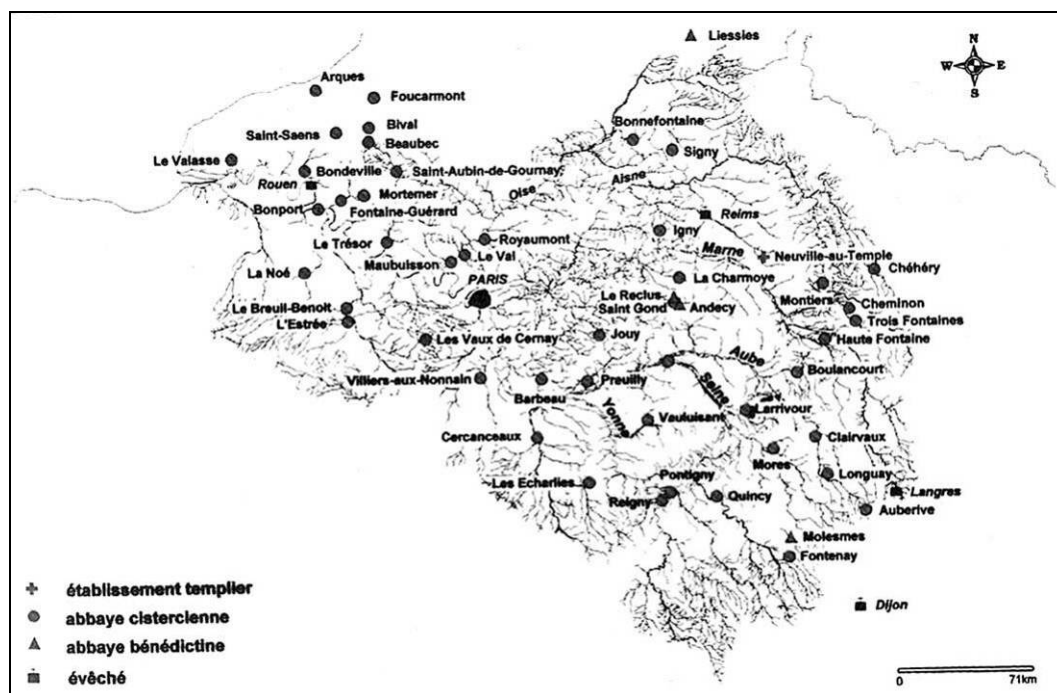 Liessies
N
W E
S
Arques
Foucarmont
Bonnefontaine
Bival
Saint-Saens
Beaubec
Signy
Le Valasse
Bondeville
Saint-Aubin-de-Gournay
Aisne
Rouen
Mortemer
Oise
Bonport
Fontaine-Guérard
Reims
Igny
Le Trésor
Royaumont
Marne
Neuville-au-Temple
Le Val
Maubuisson
Chéhéry
La Noé
PARIS
La Charmoye
Montiers
Le Reclus
Saint Gond
Andecy
Cheminon
Le Breuil-Benoit
L'Estrée
Trois Fontaines
Les Vaux de Cernay
Jouy
Haute Fontaine
Aube
Boulancourt
Villiers-aux-Nonnain
Preuilly
Seine
Barbeau
Larrivour
Yonne
Vauluisant
Cercanceaux
Clairvaux
Mores
Longuay
Pontigny
Les Echarlies
Quincy
Langres
Reigny
Auberive
Molesmes
Fontenay
établissement templier
Dijon
abbaye cistercienne
abbaye bénédictine
évêché
0 71km